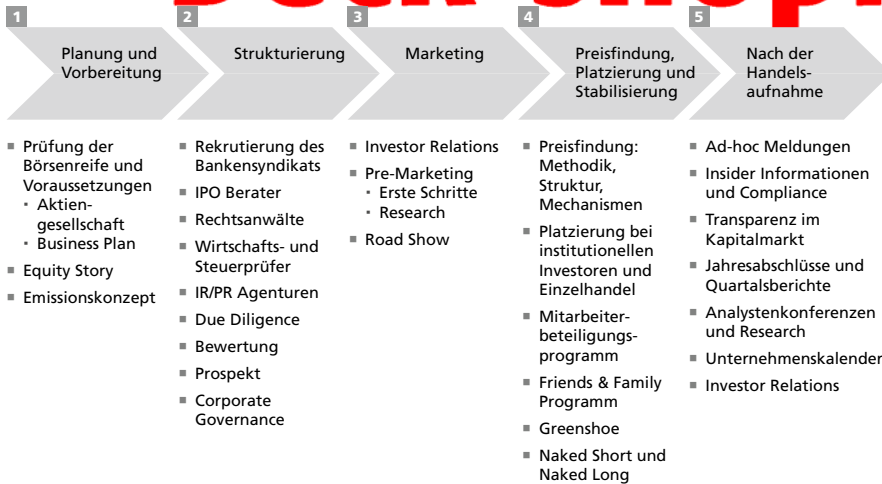 beck-shop.
1
2
3
4
5
Planung und
Vorbereitung
Strukturierung
Marketing
Preisfindung,
Platzierung und
Stabilisierung
Nach der
Handels-
aufnahme
▪ Prüfung der
Börsenreife und
Voraussetzungen
▪ Aktien-
gesellschaft
▪ Business Plan
▪ Equity Story
▪ Emissionskonzept
▪ Rekrutierung des
Bankensyndikats
▪ IPO Berater
▪ Rechtsanwälte
▪ Wirtschafts- und
Steuerprüfer
▪ IR/PR Agenturen
▪ Due Diligence
▪ Bewertung
▪ Prospekt
▪ Corporate
Governance
▪ Investor Relations
▪ Pre-Marketing
▪ Erste Schritte
▪ Research
▪ Road Show
▪ Preisfindung:
Methodik,
Struktur,
Mechanismen
▪ Platzierung bei
institutionellen
Investoren und
Einzelhandel
▪ Mitarbeiter-
beteiligungs-
programm
▪ Friends & Family
Programm
▪ Greenshoe
▪ Naked Short und
Naked Long
▪ Ad-hoc Meldungen
▪ Insider Informationen
und Compliance
▪ Transparenz im
Kapitalmarkt
▪ Jahresabschlüsse und
Quartalsberichte
▪ Analystenkonferenzen
und Research
▪ Unternehmenskalender
▪ Investor Relations